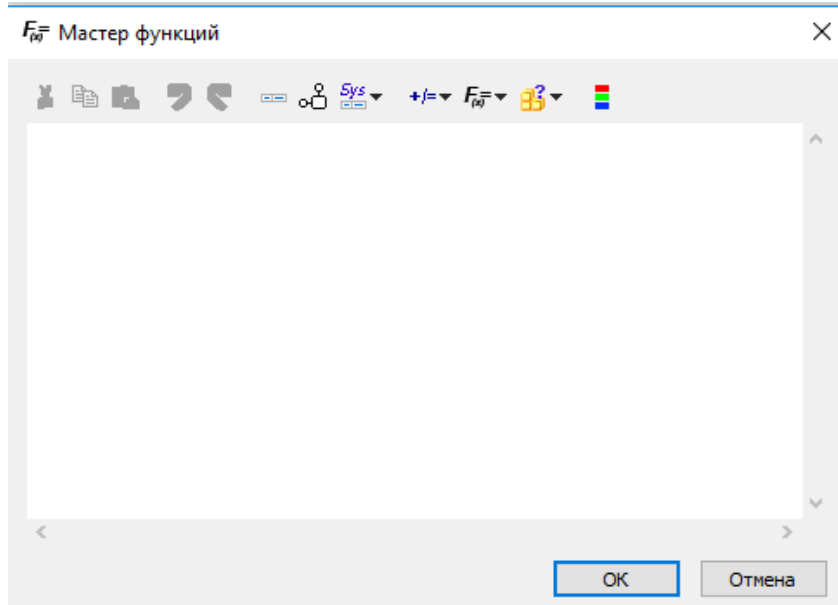 F(x)= Мастер функций
Sys +/= F(x)= ?
ОК Отмена